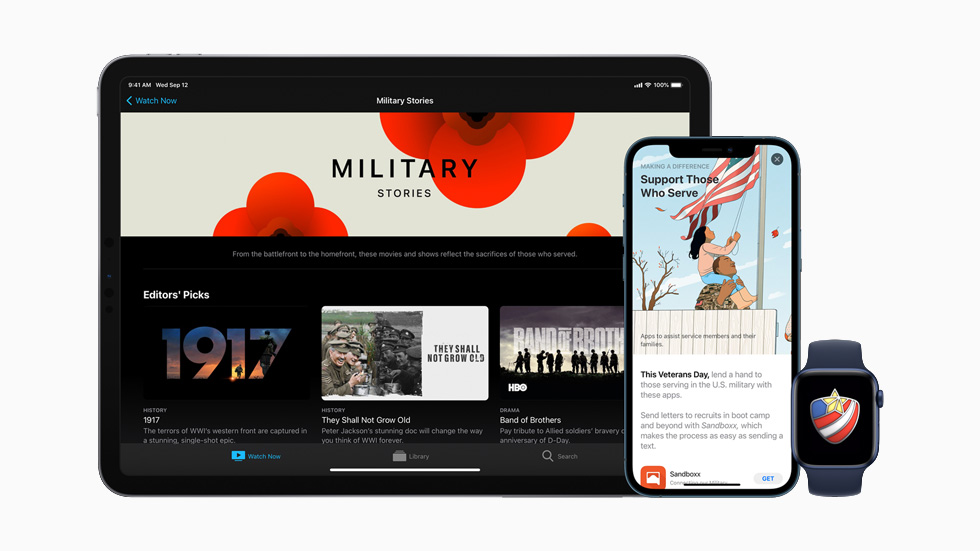 9:41 AM Wed Sep 12
100%
Watch Now
Military Stories
MILITARY
STORIES
From the battlefront to the homefront, these movies and shows reflect the sacrifices of those who served.
Editors' Picks
1917
THEY SHALL
NOT GROW OLD
BAND OF BROTH
HBO
HISTORY
1917
The terrors of WWI's western front are captured in
a stunning, single-shot epic.
HISTORY
They Shall Not Grow Old
Peter Jackson's stunning doc will change the way
you think of WWI forever.
DRAMA
Band of Brothers
Pay tribute to Allied soldiers' bravery o
anniversary of D-Day.
Watch Now
Library
Search
MAKING A DIFFERENCE
Support Those
Who Serve
Apps to assist service members and their
families.
This Veterans Day, lend a hand to
those serving in the U.S. military with
these apps.
Send letters to recruits in boot camp
and beyond with Sandboxx, which
makes the process as easy as sending a
text.
Sandboxx
GET